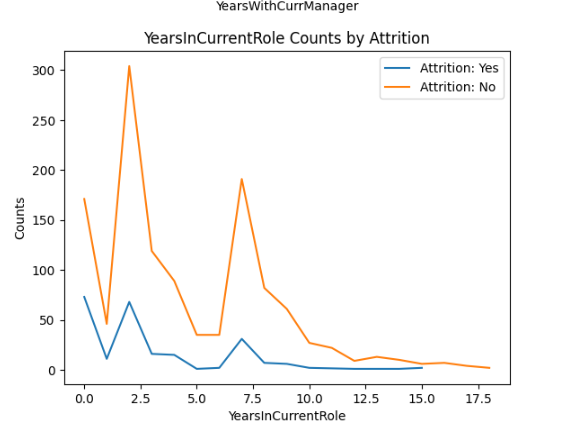 YearsWithCurrManager
YearsInCurrentRole Counts by Attrition
Attrition: Yes
Attrition: No
300
250
200
150
100
50
0
Counts
0.0 2.5 5.0 7.5 10.0 12.5 15.0 17.5
YearsInCurrentRole